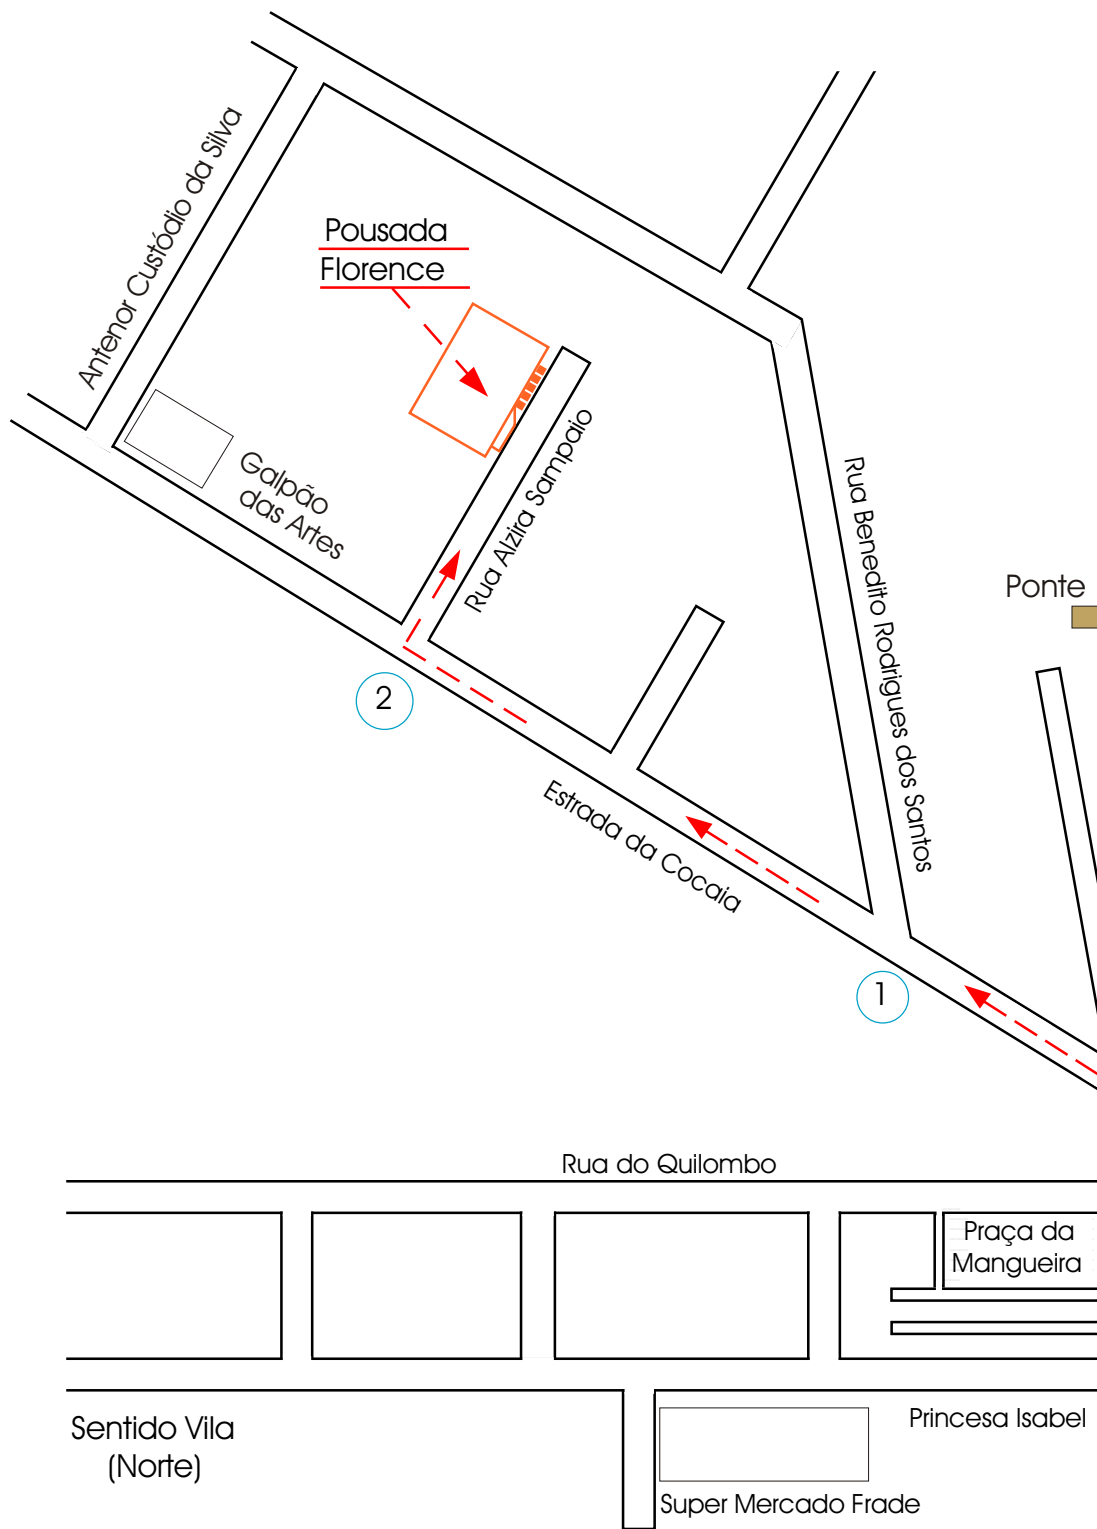 Antenor Custódio da Silva
Pousada
Florence
Galpão
das Artes
Rua Alzira Sampaio
Rua Benedito Rodrigues dos Santos
Ponte
2
Estrada da Cocaia
1
Rua do Quilombo
Praça da
Mangueira
Sentido Vila
(Norte)
Princesa Isabel
Super Mercado Frade